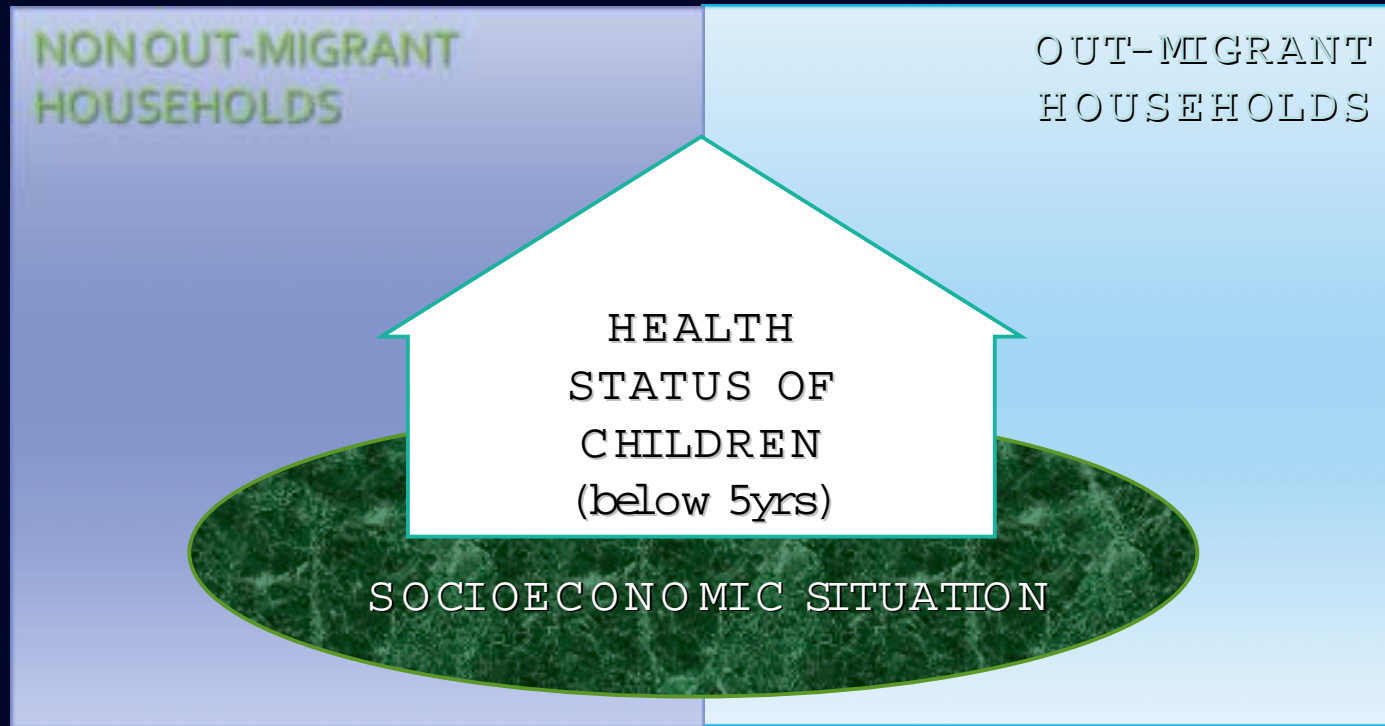 NON OUT-MIGRANT
HOUSEHOLDS
OUT-MIGRANT
HOUSEHOLDS
HEALTH
STATUS OF
CHILDREN
(below 5yrs)
SOCIOECONOMIC SITUATION